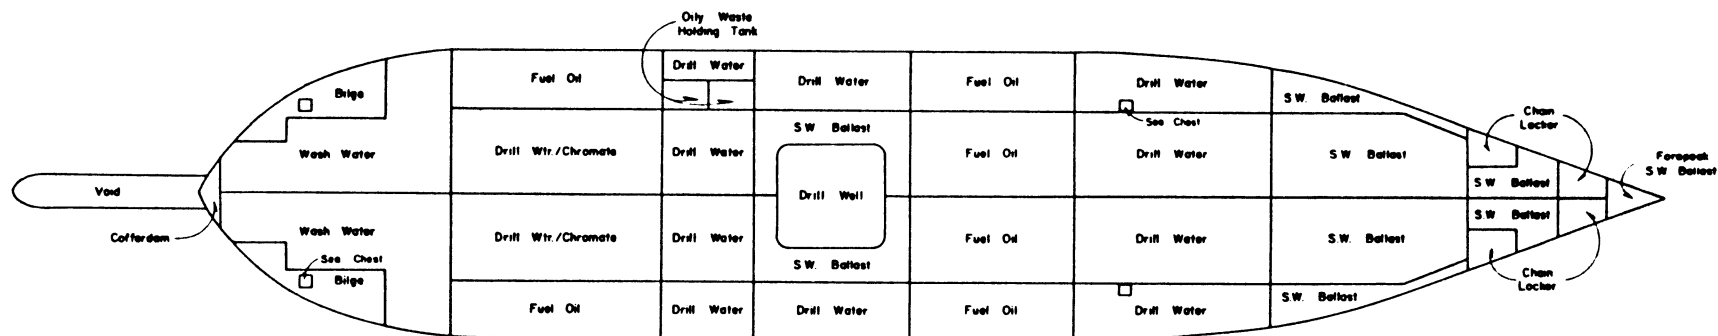 Oily Waste
Holding Tank
Bilge
Fuel Oil
Drill Water
Drill Water
Fuel Oil
Drill Water
S.W. Ballast
Sea Chest
Chain
Locker
S W Ballast
Wash Water
Drill Wtr./Chromate
Drill Water
Fuel Oil
Drill Water
S W Ballast
Forepeak
S W Ballast
S W Ballast
Void
Drill Well
S.W Ballast
Cofferdam
Wash Water
Drill Wtr./Chromate
Drill Water
Fuel Oil
Drill Water
S.W. Ballast
Sea Chest
Bilge
S.W. Ballast
Chain
Locker
Fuel Oil
Drill Water
Drill Water
Fuel Oil
Drill Water
S.W. Ballast